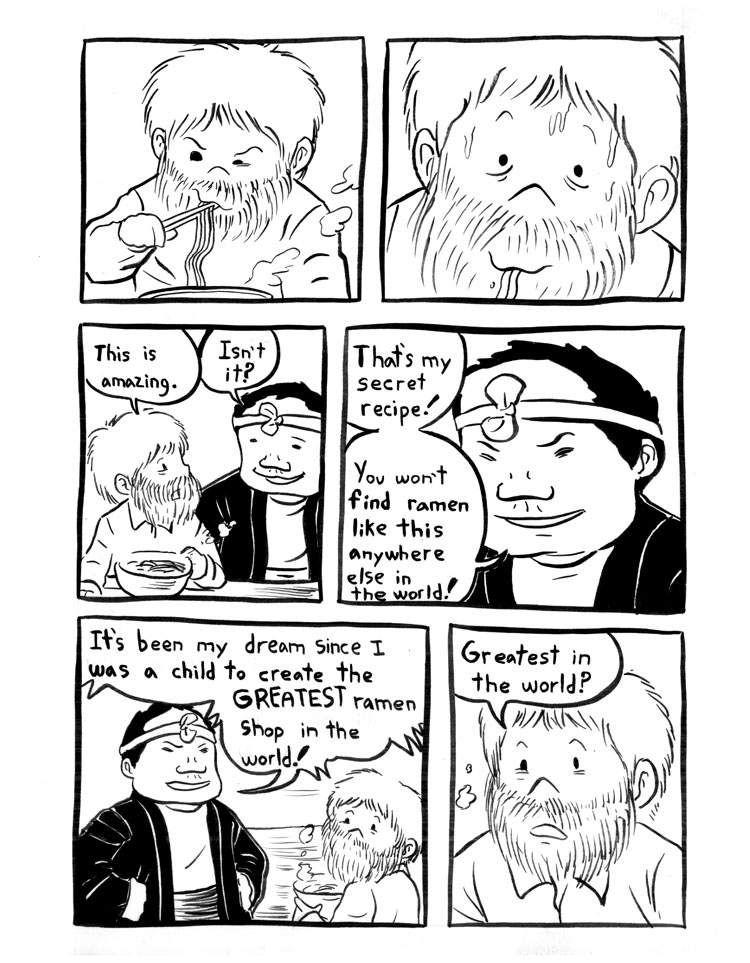 This is
amazing.
Isn't
it?
That's my
secret
recipe!
You won't
find ramen
like this
anywhere
else in
the world!
It's been my dream since I
was a child to create the
GREATEST ramen
shop in the
world!
Greatest in
the world?